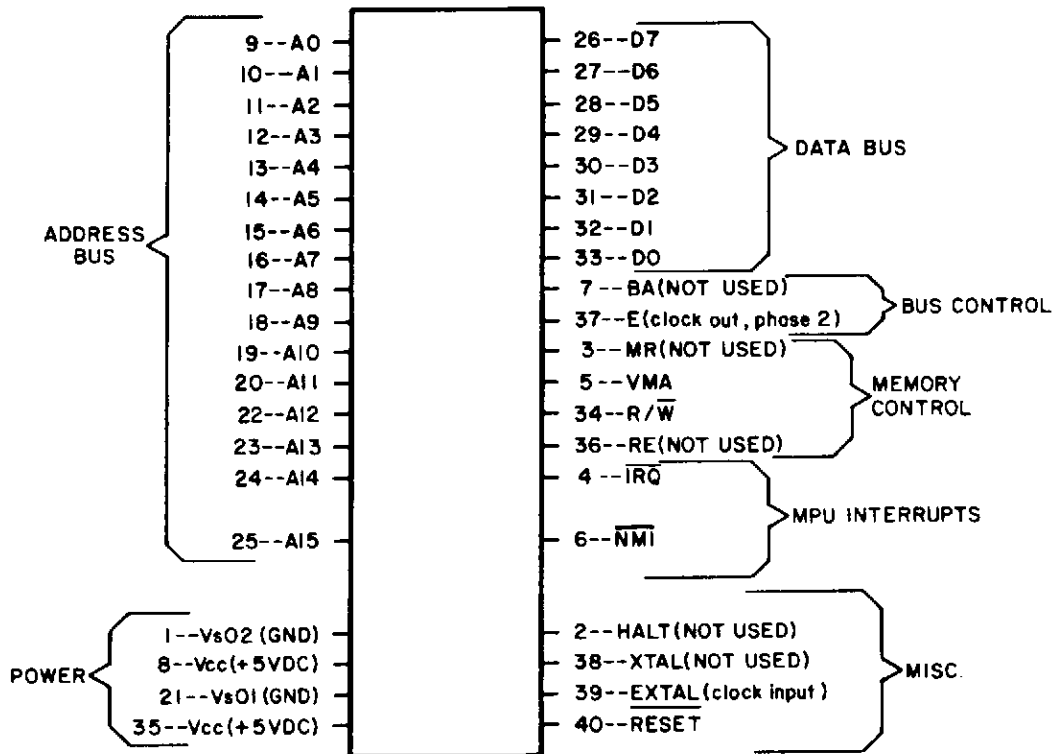 ADDRESS
BUS
9--A0
10--A1
11--A2
12--A3
13--A4
14--A5
15--A6
16--A7
17--A8
18--A9
19--A10
20--A11
22--A12
23--A13
24--A14
25--A15
POWER
1--VsO2 (GND)
8--Vcc(+5VDC)
21--VsO1 (GND)
35--Vcc(+5VDC)
26--D7
27--D6
28--D5
29--D4
30--D3
31--D2
32--D1
33--D0
DATA BUS
7--BA(NOT USED)
37--E(clock out, phase 2)
BUS CONTROL
3--MR(NOT USED)
5--VMA
34--R/W̅
36--RE(NOT USED)
MEMORY
CONTROL
4--I̅R̅Q̅
6--N̅M̅I̅
MPU INTERRUPTS
2--HALT(NOT USED)
38--XTAL(NOT USED)
39--EXTAL(clock input)
40--R̅E̅S̅E̅T̅
MISC.